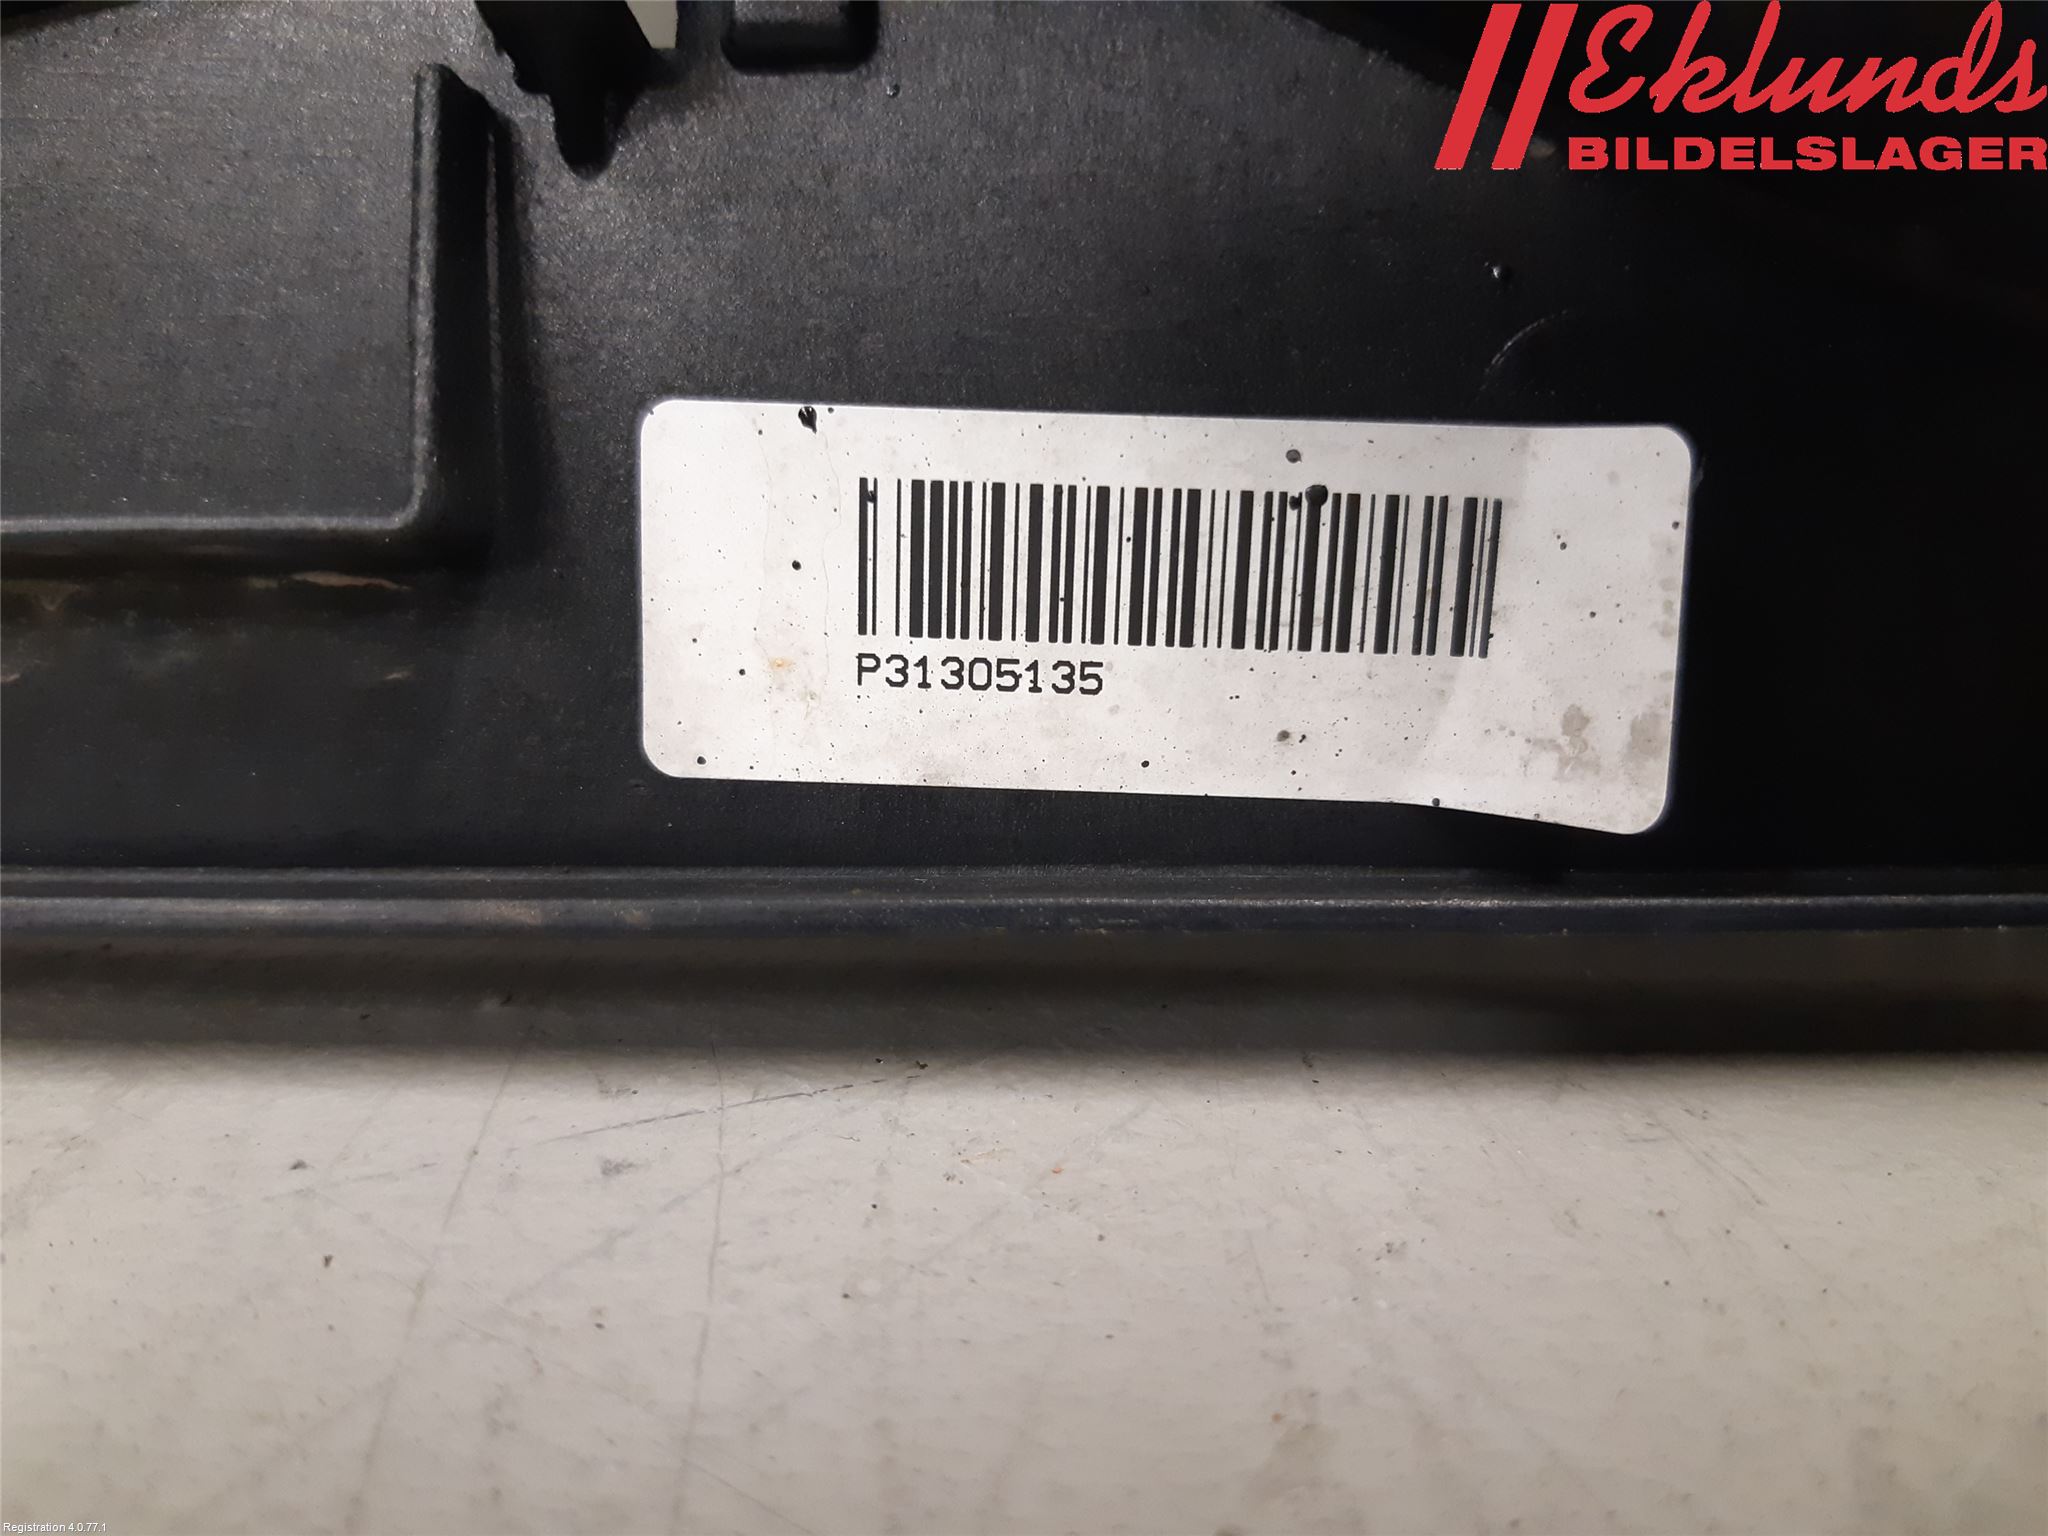 Eklunds
BILDELSLAGER
P31305135
Registration 4.0.77.1